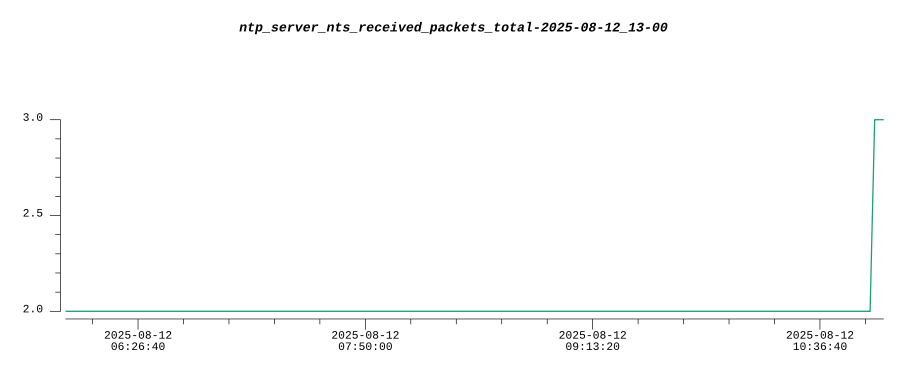 ntp_server_nts_received_packets_total-2025-08-12_13-00
3.0
2.5
2.0
2025-08-12 2025-08-12 2025-08-12 2025-08-12
06:26:40 07:50:00 09:13:20 10:36:40